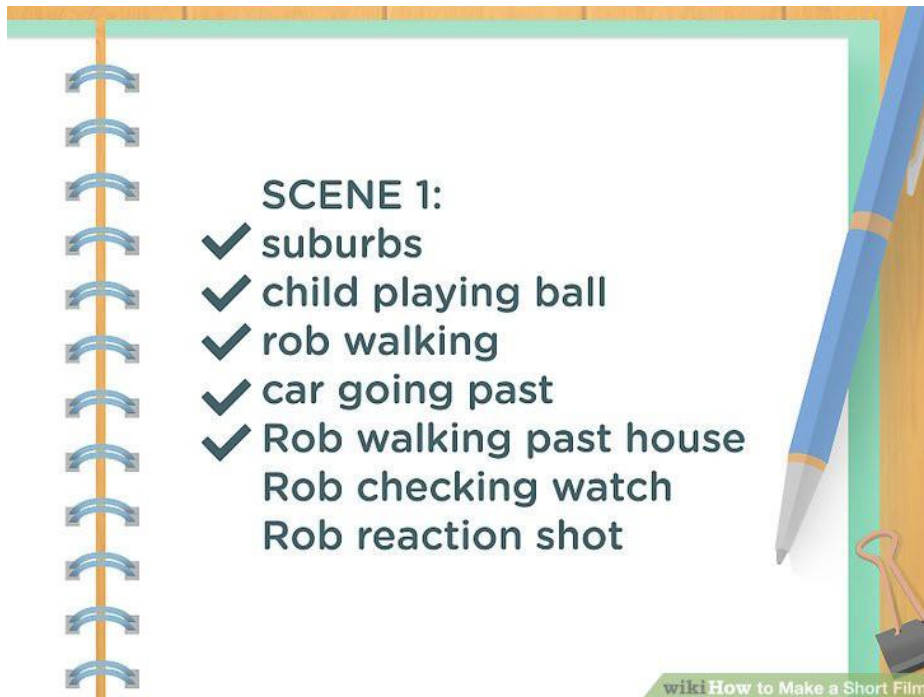 SCENE 1:
suburbs
child playing ball
rob walking
car going past
Rob walking past house
Rob checking watch
Rob reaction shot
wikiHow to Make a Short Film